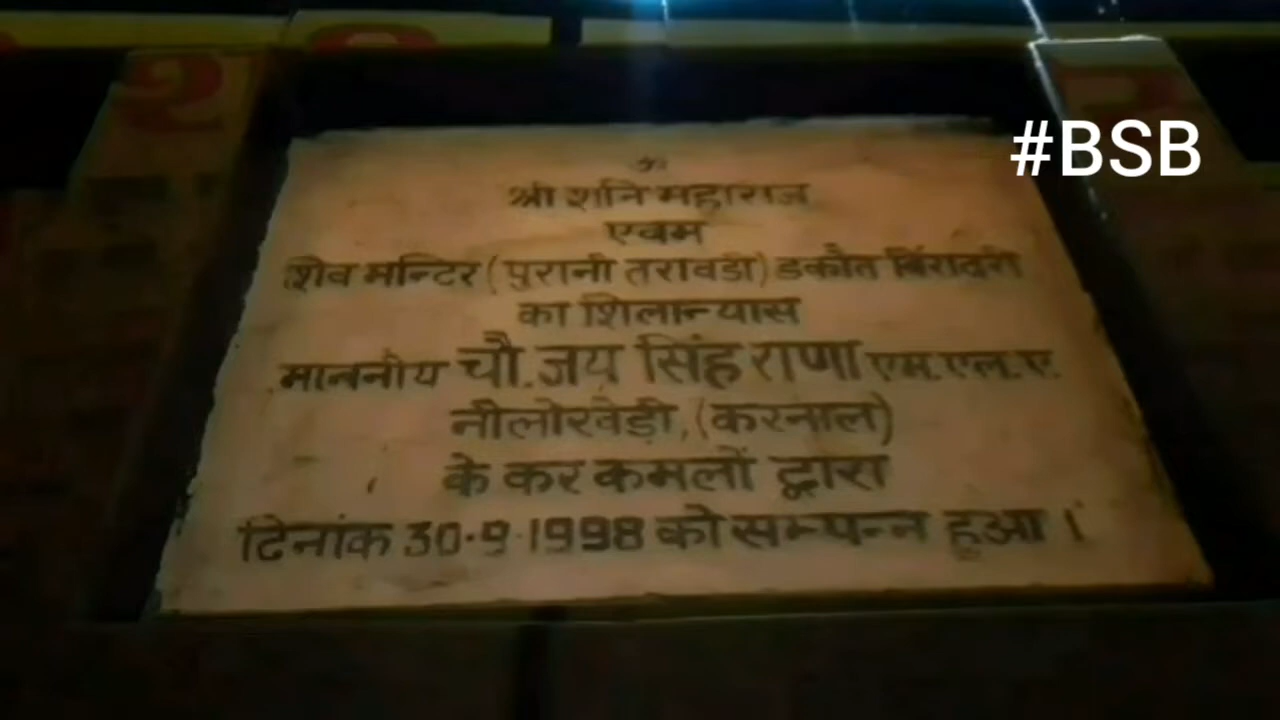 #BSB
ॐ
श्री शनि महाराज
एवम
शिव मन्दिर (पुरानी तरावडी) डकौत बिरादरी
का शिलान्यास
माननीय चौ. जय सिंह राणा एम.एल.ए.
नीलोखेड़ी, (करनाल)
के कर कमलों द्वारा
दिनांक 30·9·1998 को सम्पन्न हुआ ।